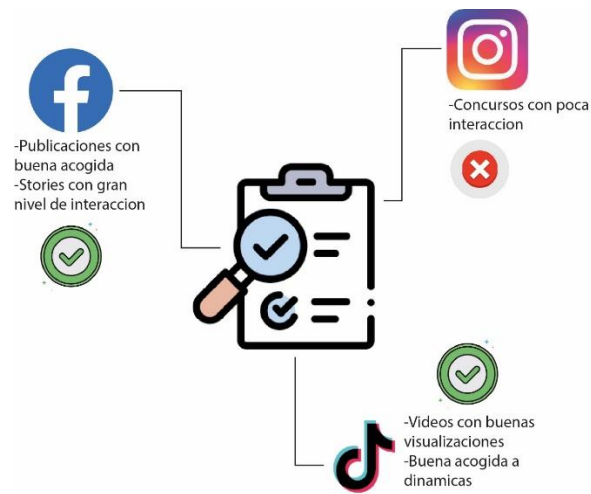 -Publicaciones con
buena acogida
-Stories con gran
nivel de interaccion
-Concursos con poca
interaccion
-Videos con buenas
visualizaciones
-Buena acogida a
dinamicas